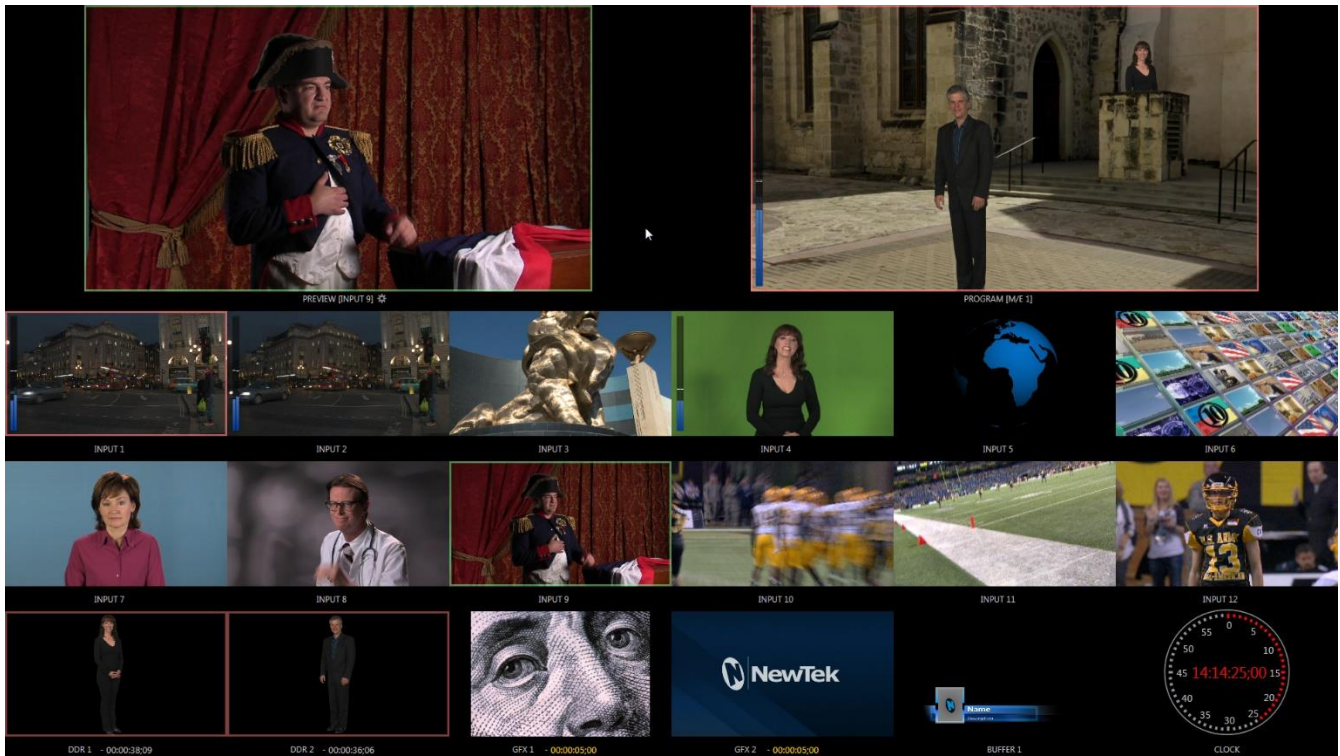 PREVIEW [INPUT 9]
PROGRAM [M/E 1]
INPUT 1
INPUT 2
INPUT 3
INPUT 4
INPUT 5
INPUT 6
U.S. ARMY
13
INPUT 7
INPUT 8
INPUT 9
INPUT 10
INPUT 11
INPUT 12
NewTek
Name
Description
0
5
10
15
20
25
30
35
40
45
50
55
14:14:25;00
DDR 1 - 00:00:38;09
DDR 2 - 00:00:36;06
GFX 1 - 00:00:05;00
GFX 2 - 00:00:05;00
BUFFER 1
CLOCK